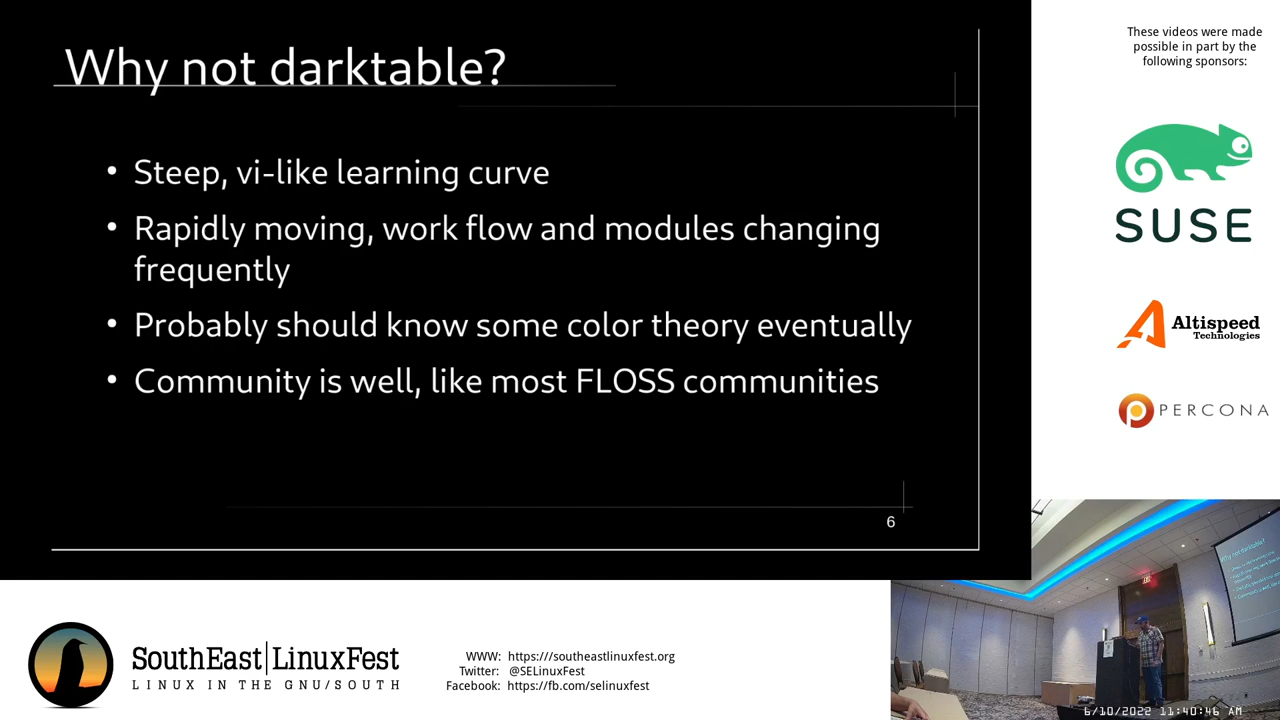 Why not darktable?
• Steep, vi-like learning curve
• Rapidly moving, work flow and modules changing
frequently
• Probably should know some color theory eventually
• Community is well, like most FLOSS communities
6
These videos were made
possible in part by the
following sponsors:
SUSE
Altispeed
Technologies
PERCONA
Why not darktable?
SouthEast LinuxFest
LINUX IN THE GNU/SOUTH
WWW: https:///southeastlinuxfest.org
Twitter: @SELinuxFest
Facebook: https://fb.com/selinuxfest
6/10/2022 11:40:46 AM